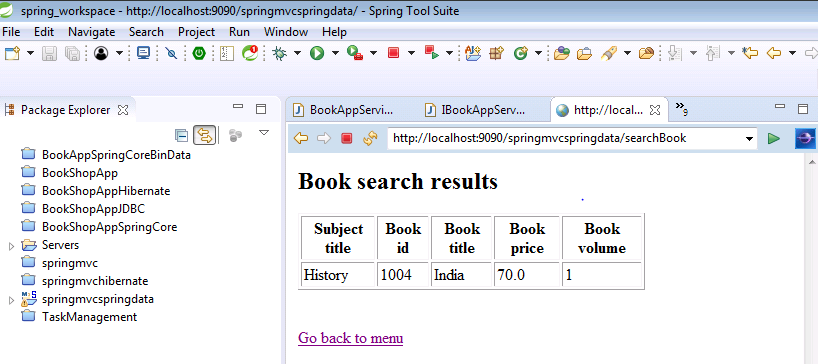 spring_workspace - http://localhost:9090/springmvcspringdata/ - Spring Tool Suite
File Edit Navigate Search Project Run Window Help
Package Explorer
BookAppServi... IBookAppServ... http://local... »9
http://localhost:9090/springmvcspringdata/searchBook
BookAppSpringCoreBinData
BookShopApp
BookShopAppHibernate
BookShopAppJDBC
BookShopAppSpringCore
Servers
springmvc
springmvchibernate
springmvcspringdata
TaskManagement
Book search results
Subject Book Book Book Book
title id title price volume
History 1004 India 70.0 1
Go back to menu